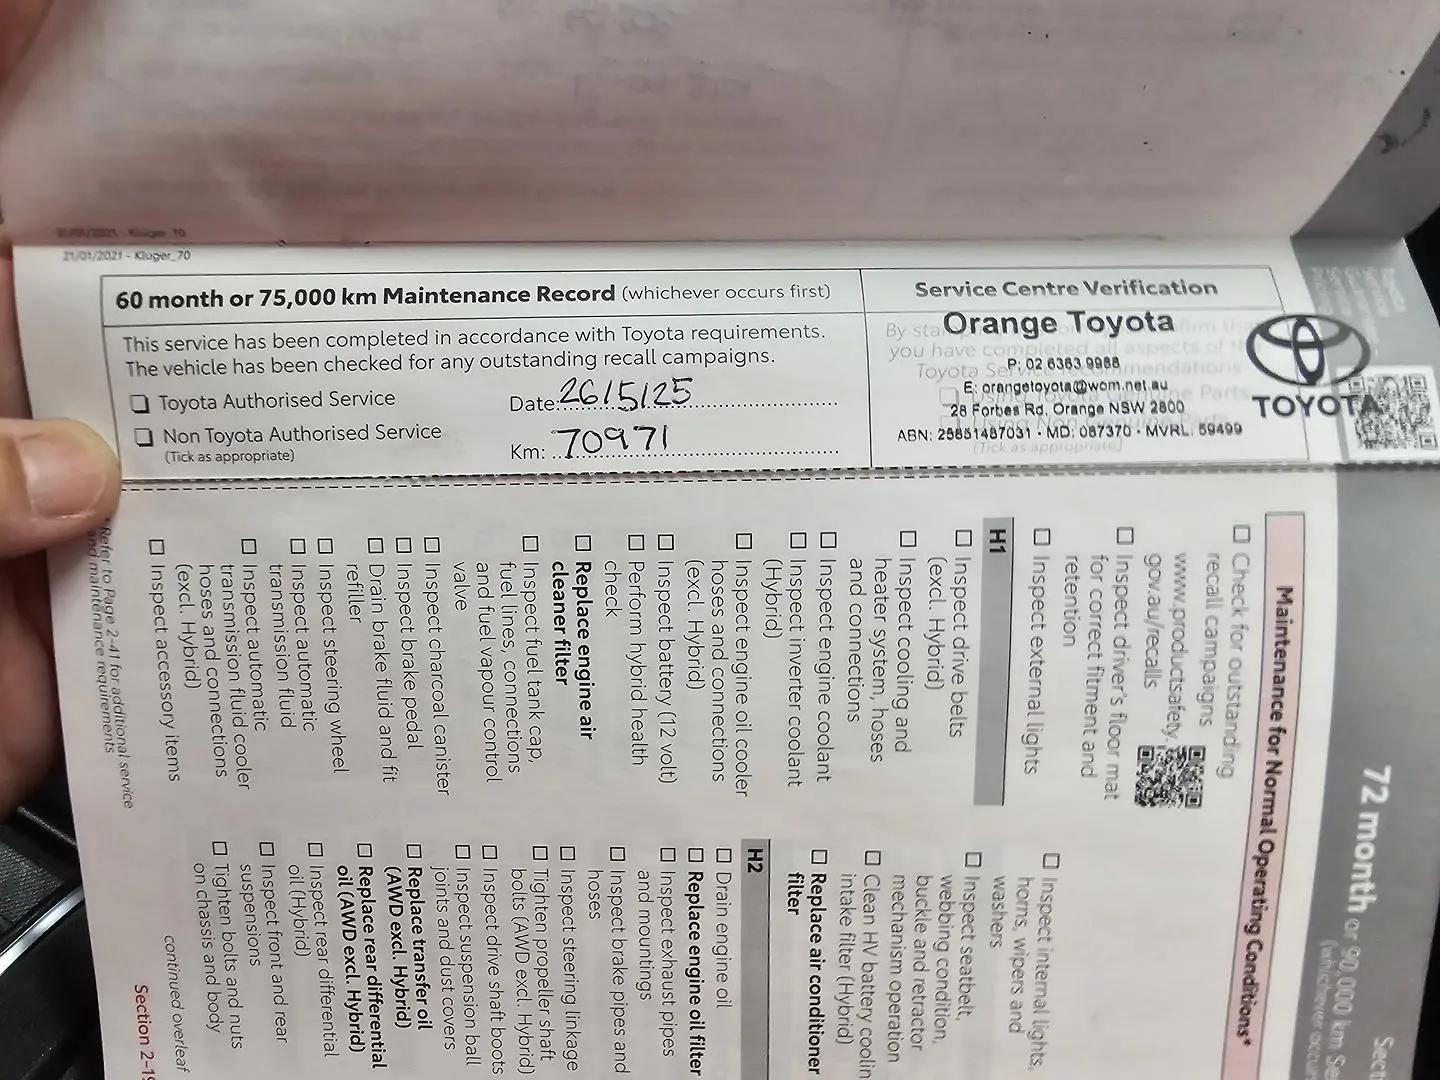 21/01/2021 - Kluger_70
60 month or 75,000 km Maintenance Record (whichever occurs first)
This service has been completed in accordance with Toyota requirements.
The vehicle has been checked for any outstanding recall campaigns.
Toyota Authorised Service
Non Toyota Authorised Service
(Tick as appropriate)
Date: 26/5/25
Km: 70971
Service Centre Verification
Orange Toyota
P: 02 6363 9988
E: orangetoyota@wom.net.au
28 Forbes Rd, Orange NSW 2800
ABN: 25851487031 • MD: 087370 • MVRL: 59499
(Tick as appropriate)
TOYOTA
72 month or 90,000 km
Maintenance for Normal Operating Conditions*
Check for outstanding
recall campaigns
www.productsafety.
gov.au/recalls
Inspect driver's floor mat
for correct fitment and
retention
Inspect external lights
H1
Inspect drive belts
(excl. Hybrid)
Inspect cooling and
heater system, hoses
and connections
Inspect engine coolant
Inspect inverter coolant
(Hybrid)
Inspect engine oil cooler
hoses and connections
(excl. Hybrid)
Inspect battery (12 volt)
Perform hybrid health
check
Replace engine air
cleaner filter
Inspect fuel tank cap,
fuel lines, connections
and fuel vapour control
valve
Inspect charcoal canister
Inspect brake pedal
Drain brake fluid and fit
refiller
Inspect steering wheel
Inspect automatic
transmission fluid
Inspect automatic
transmission fluid cooler
hoses and connections
(excl. Hybrid)
Inspect accessory items
Refer to Page 2-41 for additional service
and maintenance requirements
Inspect internal lights,
horns, wipers and
washers
Inspect seatbelt,
webbing condition,
buckle and retractor
mechanism operation
Clean HV battery
intake filter (Hybrid)
Replace air conditioner
filter
H2
Drain engine oil
Replace engine oil filter
Inspect exhaust pipes
and mountings
Inspect brake pipes and
hoses
Inspect steering linkage
Tighten propeller shaft
bolts (AWD excl. Hybrid)
Inspect drive shaft boots
Inspect suspension ball
joints and dust covers
Replace transfer oil
(AWD excl. Hybrid)
Replace rear differential
oil (AWD excl. Hybrid)
Inspect rear differential
oil (Hybrid)
Inspect front and rear
suspensions
Tighten bolts and nuts
on chassis and body
continued overleaf
Section